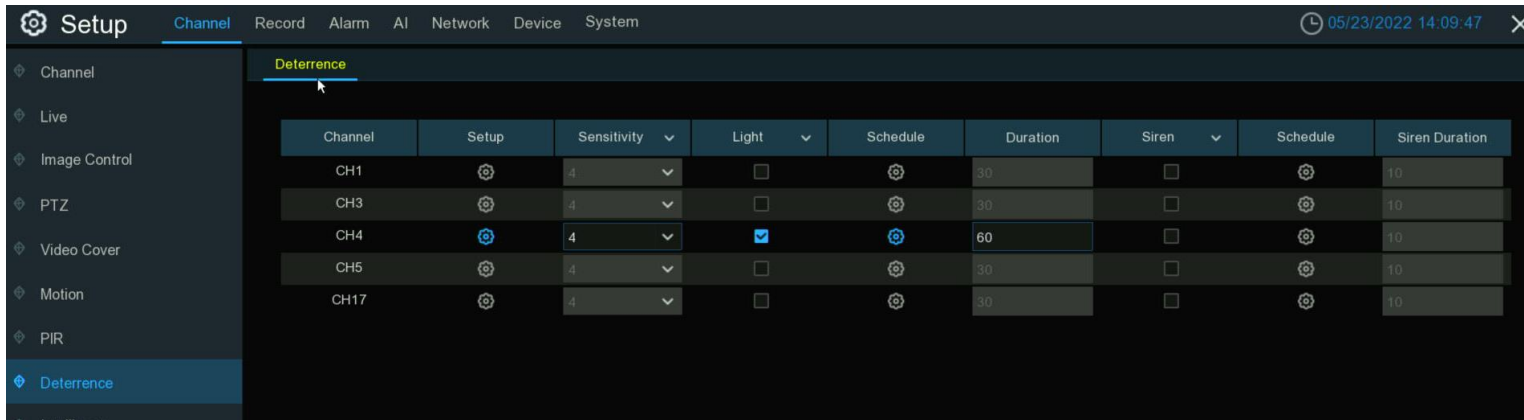 Setup Channel Record Alarm AI Network Device System 05/23/2022 14:09:47
Channel
Live
Image Control
PTZ
Video Cover
Motion
PIR
Deterrence
Deterrence
Channel Setup Sensitivity Light Schedule Duration Siren Schedule Siren Duration
CH1 4 30 10
CH3 4 30 10
CH4 4 60 10
CH5 4 30 10
CH17 4 30 10